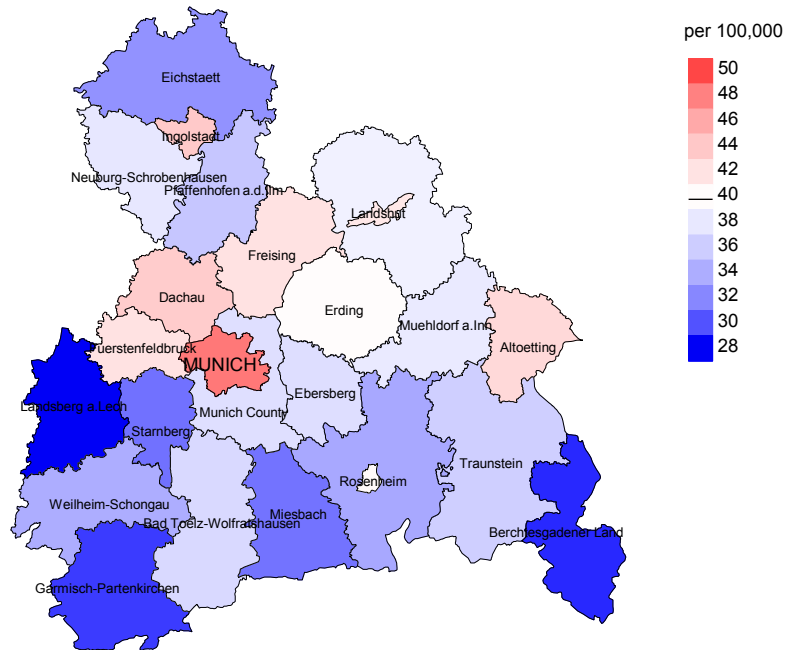 per 100,000
50
48
46
44
42
40
38
36
34
32
30
28
Eichstaett
Ingolstadt
Neuburg-Schrobenhausen
Pfaffenhofen a.d.Ilm
Landshut
Freising
Dachau
Erding
Muehldorf a.Inn
Fuerstenfeldbruck
MUNICH
Altoetting
Ebersberg
Landsberg a.Lech
Munich County
Starnberg
Traunstein
Rosenheim
Weilheim-Schongau
Miesbach
Bad Toelz-Wolfratshausen
Berchtesgadener Land
Garmisch-Partenkirchen